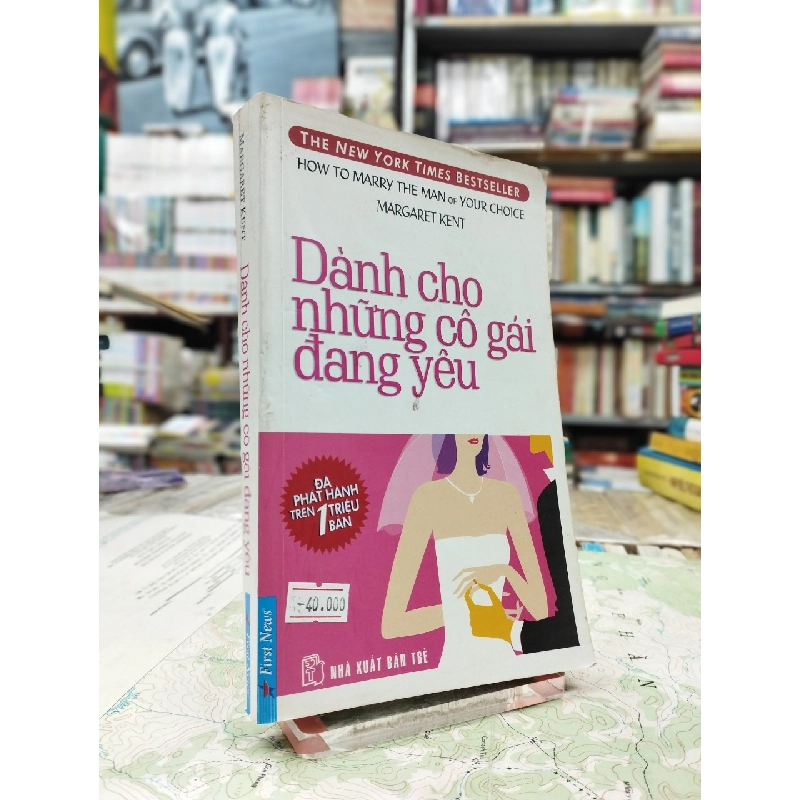 THE NEW YORK TIMES BESTSELLER
HOW TO MARRY THE MAN OF YOUR CHOICE
MARGARET KENT
Dành cho
những cô gái
đang yêu
ĐÃ
PHÁT HÀNH
TRÊN 1 TRIỆU
BẢN
40.000
NHÀ XUẤT BẢN TRẺ
MARGARET KENT
Dành cho những cô gái đang yêu
First News